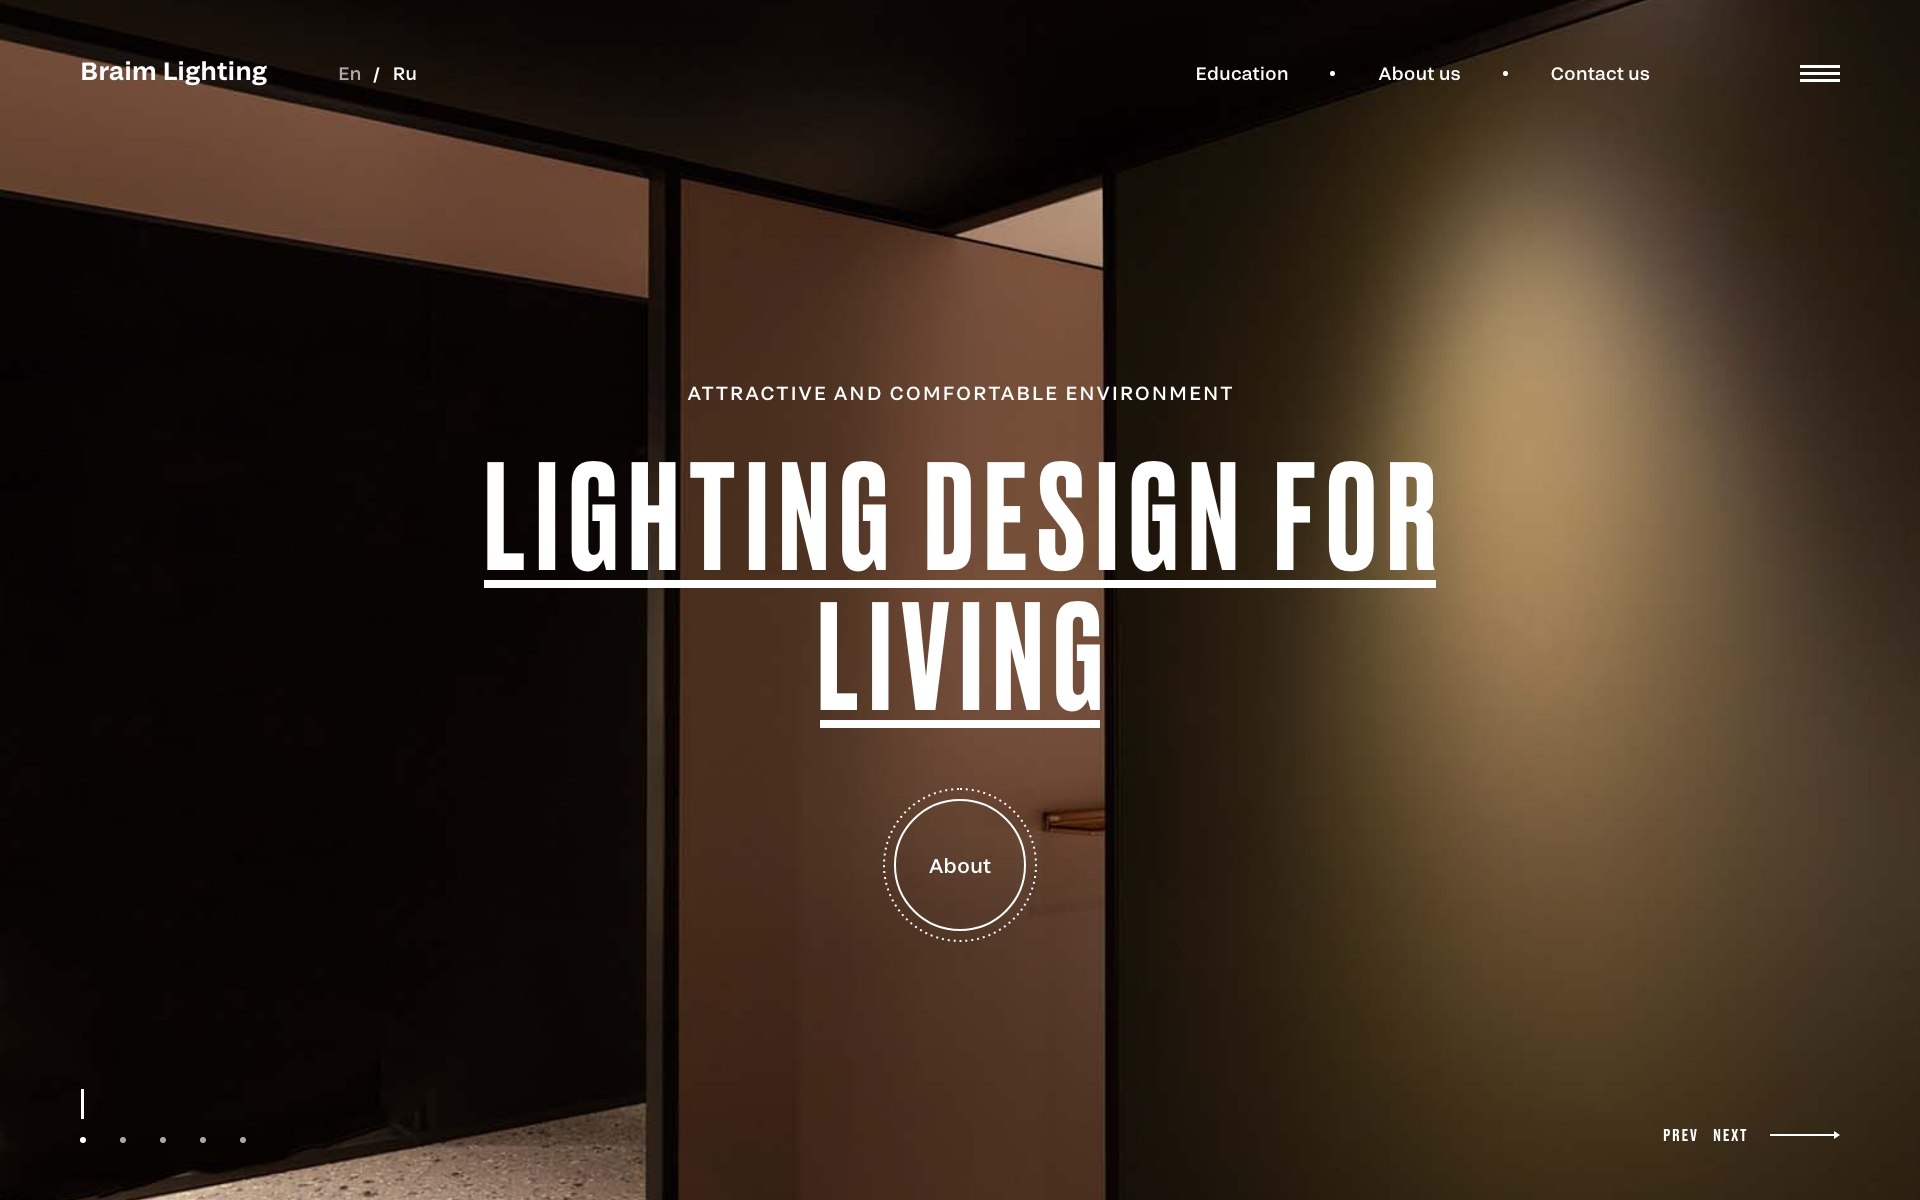 Braim Lighting
En / Ru
Education • About us • Contact us
ATTRACTIVE AND COMFORTABLE ENVIRONMENT
LIGHTING DESIGN FOR
LIVING
About
PREV NEXT